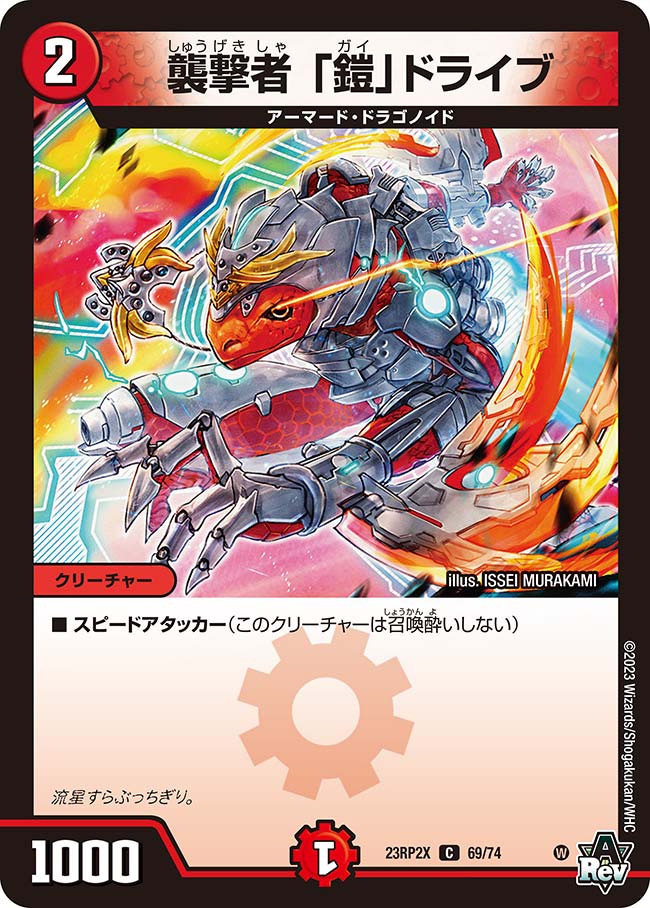 2
しゅうげきしゃ ガイ
襲撃者 「鎧」ドライブ
アーマード・ドラゴノイド
クリーチャー
illus. ISSEI MURAKAMI
しょうかん よ
■ スピードアタッカー(このクリーチャーは召喚酔いしない)
流星すらぶっちぎり。
©2023 Wizards/Shogakukan/WHC
1000
1
23RP2X C 69/74
W
A
Rev